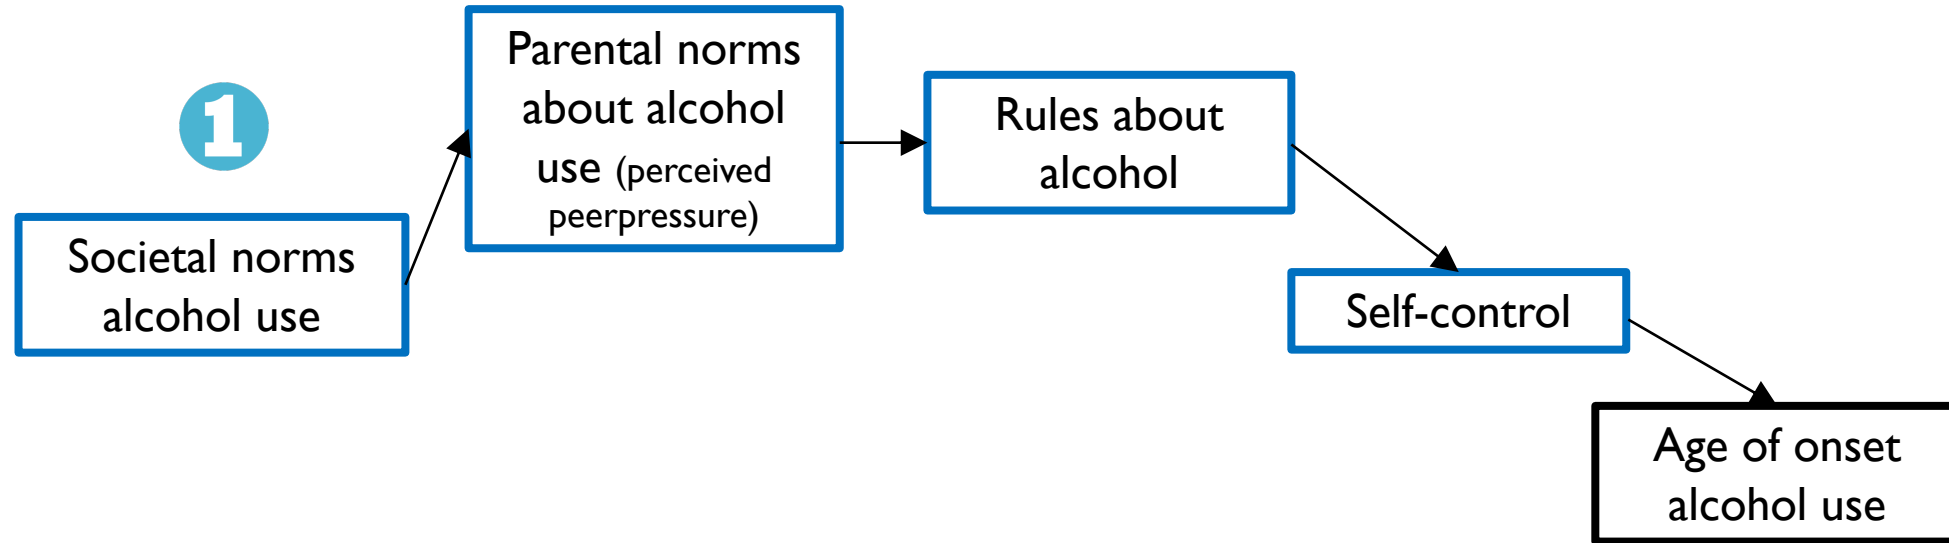 1
Societal norms
alcohol use
Parental norms
about alcohol
use (perceived
peerpressure)
Rules about
alcohol
Self-control
Age of onset
alcohol use